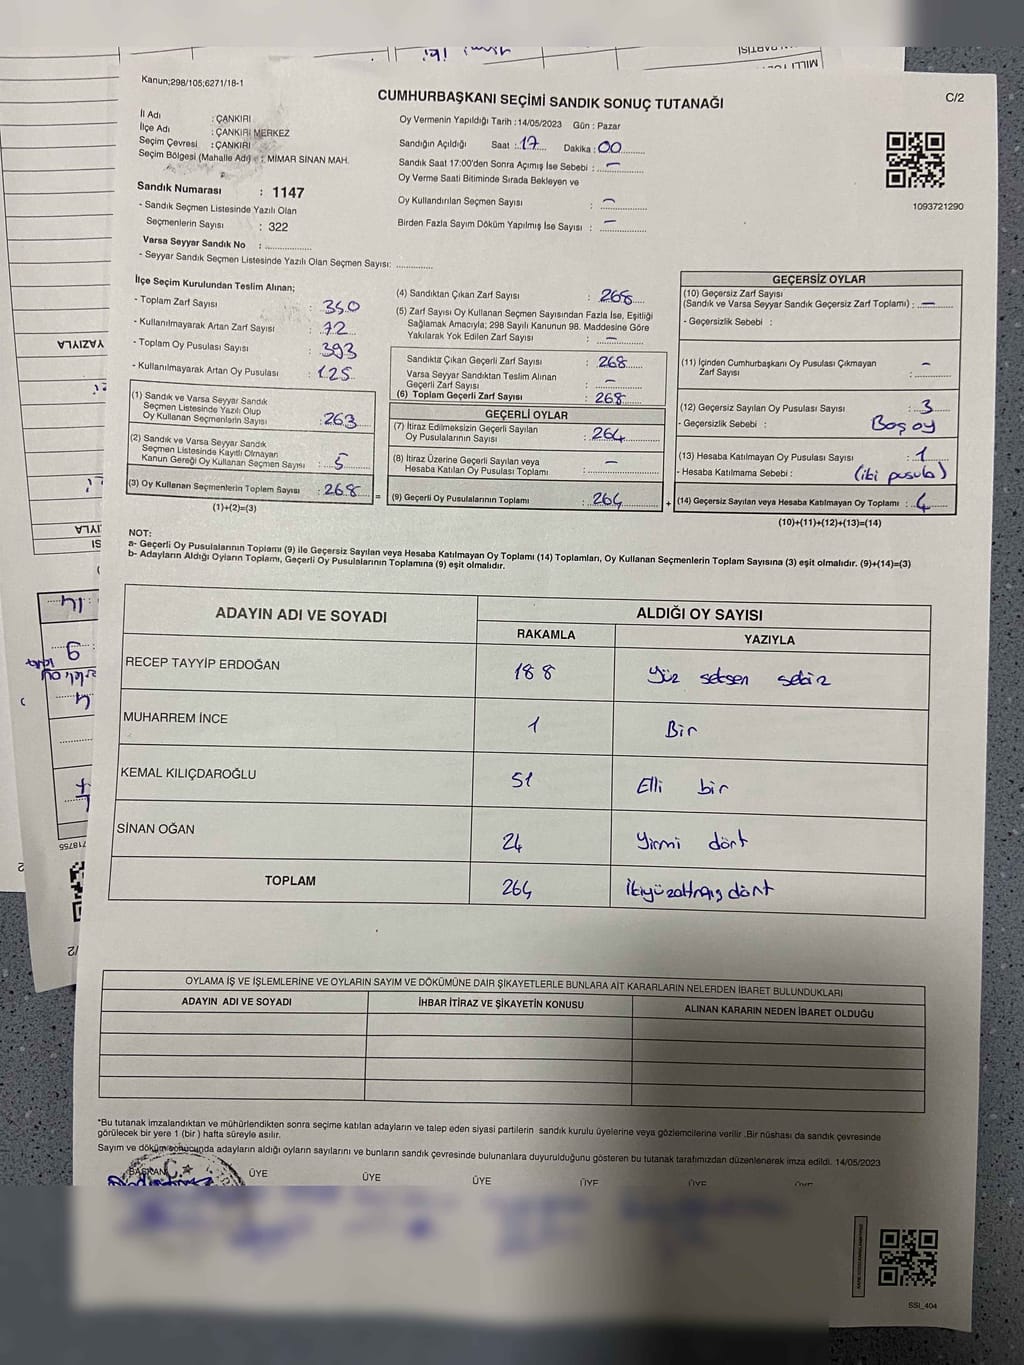 Kanun;298/105;6271/18-1
C/2
CUMHURBAŞKANI SEÇİMİ SANDIK SONUÇ TUTANAĞI
İl Adı : ÇANKIRI
İlçe Adı : ÇANKIRI MERKEZ
Seçim Çevresi : ÇANKIRI
Seçim Bölgesi (Mahalle Adı) : MİMAR SİNAN MAH.
Oy Vermenin Yapıldığı Tarih : 14/05/2023 Gün : Pazar
Sandığın Açıldığı Saat : 17 Dakika : 00
Sandık Saat 17:00'den Sonra Açımış İse Sebebi : –
Oy Verme Saati Bitiminde Sırada Bekleyen ve
Oy Kullandırılan Seçmen Sayısı : –
Birden Fazla Sayım Döküm Yapılmış İse Sayısı : –
1093721290
Sandık Numarası : 1147
- Sandık Seçmen Listesinde Yazılı Olan
Seçmenlerin Sayısı : 322
Varsa Seyyar Sandık No : ..............
- Seyyar Sandık Seçmen Listesinde Yazılı Olan Seçmen Sayısı: ..............
İlçe Seçim Kurulundan Teslim Alınan;
- Toplam Zarf Sayısı : 340
- Kullanılmayarak Artan Zarf Sayısı : 72
- Toplam Oy Pusulası Sayısı : 393
- Kullanılmayarak Artan Oy Pusulası : 125
(1) Sandık ve Varsa Seyyar Sandık
Seçmen Listesinde Yazılı Olup
Oy Kullanan Seçmenlerin Sayısı : 263
(2) Sandık ve Varsa Seyyar Sandık
Seçmen Listesinde Kayıtlı Olmayan
Kanun Gereği Oy Kullanan Seçmen Sayısı : 5
(3) Oy Kullanan Seçmenlerin Toplam Sayısı : 268
(1)+(2)=(3)
=
(4) Sandıktan Çıkan Zarf Sayısı : 268
(5) Zarf Sayısı Oy Kullanan Seçmen Sayısından Fazla İse, Eşitliği
Sağlamak Amacıyla; 298 Sayılı Kanunun 98. Maddesine Göre
Yakılarak Yok Edilen Zarf Sayısı : –
Sandıktır Çıkan Geçerli Zarf Sayısı : 268
Varsa Seyyar Sandıktan Teslim Alınan
Geçerli Zarf Sayısı : –
(6) Toplam Geçerli Zarf Sayısı : 268
GEÇERLİ OYLAR
(7) İtiraz Edilmeksizin Geçerli Sayılan
Oy Pusulalarının Sayısı : 264
(8) İtiraz Üzerine Geçerli Sayılan veya
Hesaba Katılan Oy Pusulası Toplamı : –
(9) Geçerli Oy Pusulalarının Toplamı : 264
+
GEÇERSİZ OYLAR
(10) Geçersiz Zarf Sayısı
(Sandık ve Varsa Seyyar Sandık Geçersiz Zarf Toplamı) : –
- Geçersizlik Sebebi :
(11) İçinden Cumhurbaşkanı Oy Pusulası Çıkmayan
Zarf Sayısı : –
(12) Geçersiz Sayılan Oy Pusulası Sayısı : 3
- Geçersizlik Sebebi : Boş oy
(13) Hesaba Katılmayan Oy Pusulası Sayısı : 1
- Hesaba Katılmama Sebebi : (iki pusula)
(14) Geçersiz Sayılan veya Hesaba Katılmayan Oy Toplamı : 4
(10)+(11)+(12)+(13)=(14)
NOT:
a- Geçerli Oy Pusulalarının Toplamı (9) ile Geçersiz Sayılan veya Hesaba Katılmayan Oy Toplamı (14) Toplamları, Oy Kullanan Seçmenlerin Toplam Sayısına (3) eşit olmalıdır. (9)+(14)=(3)
b- Adayların Aldığı Oyların Toplamı, Geçerli Oy Pusulalarının Toplamına (9) eşit olmalıdır.
ADAYIN ADI VE SOYADI ALDIĞI OY SAYISI
RAKAMLA YAZIYLA
RECEP TAYYİP ERDOĞAN 188 Yüz seksen sekiz
MUHARREM İNCE 1 Bir
KEMAL KILIÇDAROĞLU 51 Elli bir
SİNAN OĞAN 24 Yirmi dört
TOPLAM 264 İkiyüzaltmış dört
OYLAMA İŞ VE İŞLEMLERİNE VE OYLARIN SAYIM VE DÖKÜMÜNE DAİR ŞİKAYETLERLE BUNLARA AİT KARARLARIN NELERDEN İBARET BULUNDUKLARI
ADAYIN ADI VE SOYADI İHBAR İTİRAZ VE ŞİKAYETİN KONUSU ALINAN KARARIN NEDEN İBARET OLDUĞU
*Bu tutanak imzalandıktan ve mühürlendikten sonra seçime katılan adayların ve talep eden siyasi partilerin sandık kurulu üyelerine veya gözlemcilerine verilir .Bir nüshası da sandık çevresinde
görülecek bir yere 1 (bir ) hafta süreyle asılır.
Sayım ve döküm sonucunda adayların aldığı oyların sayılarını ve bunların sandık çevresinde bulunanlara duyurulduğunu gösteren bu tutanak tarafımızdan düzenlenerek imza edildi. 14/05/2023
BAŞKAN ÜYE ÜYE ÜYE ÜYE ÜYE
SSI_404